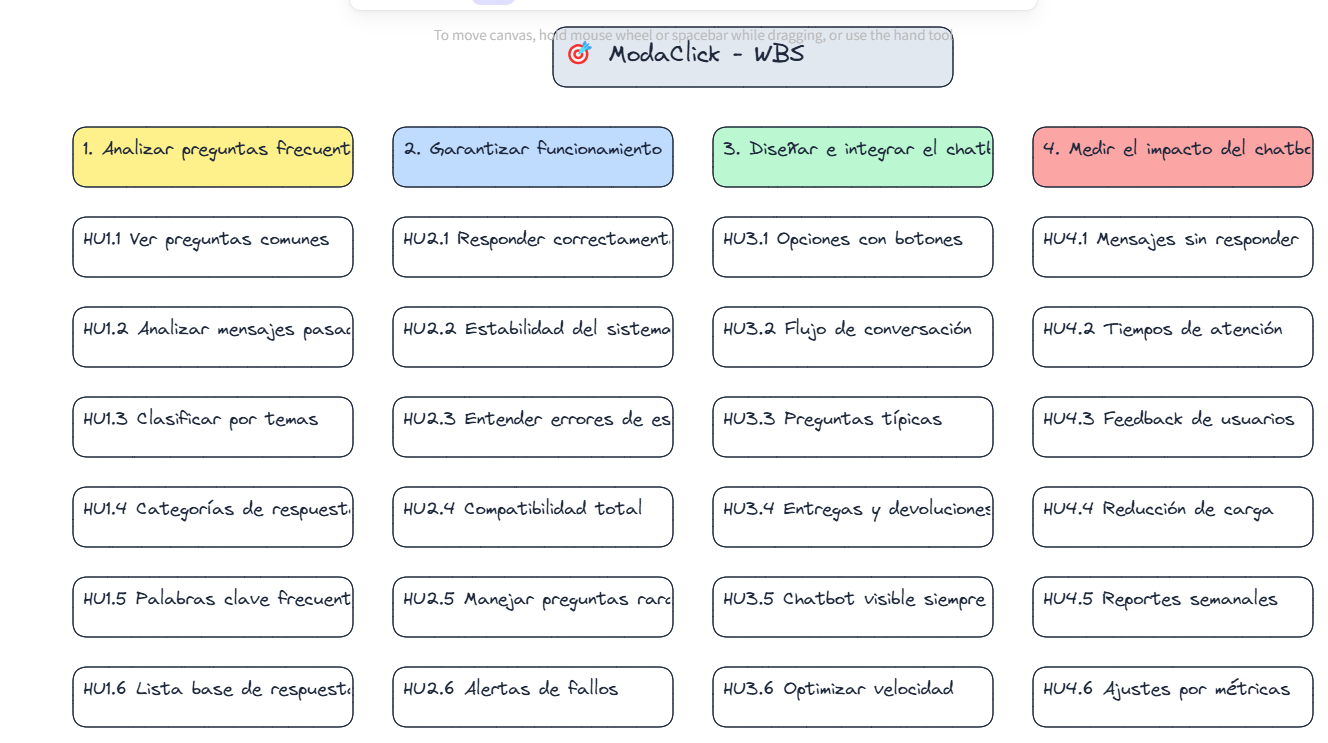 To move canvas, hold mouse wheel or spacebar while dragging, or use the hand tool
🎯 ModaClick - WBS
1. Analizar preguntas frecuent
2. Garantizar funcionamiento
3. Diseñar e integrar el chatb
4. Medir el impacto del chatbo
HU1.1 Ver preguntas comunes
HU2.1 Responder correctament
HU3.1 Opciones con botones
HU4.1 Mensajes sin responder
HU1.2 Analizar mensajes pasad
HU2.2 Estabilidad del sistema
HU3.2 Flujo de conversación
HU4.2 Tiempos de atención
HU1.3 Clasificar por temas
HU2.3 Entender errores de es
HU3.3 Preguntas típicas
HU4.3 Feedback de usuarios
HU1.4 Categorías de respuest
HU2.4 Compatibilidad total
HU3.4 Entregas y devoluciones
HU4.4 Reducción de carga
HU1.5 Palabras clave frecuent
HU2.5 Manejar preguntas rara
HU3.5 Chatbot visible siempre
HU4.5 Reportes semanales
HU1.6 Lista base de respuesta
HU2.6 Alertas de fallos
HU3.6 Optimizar velocidad
HU4.6 Ajustes por métricas